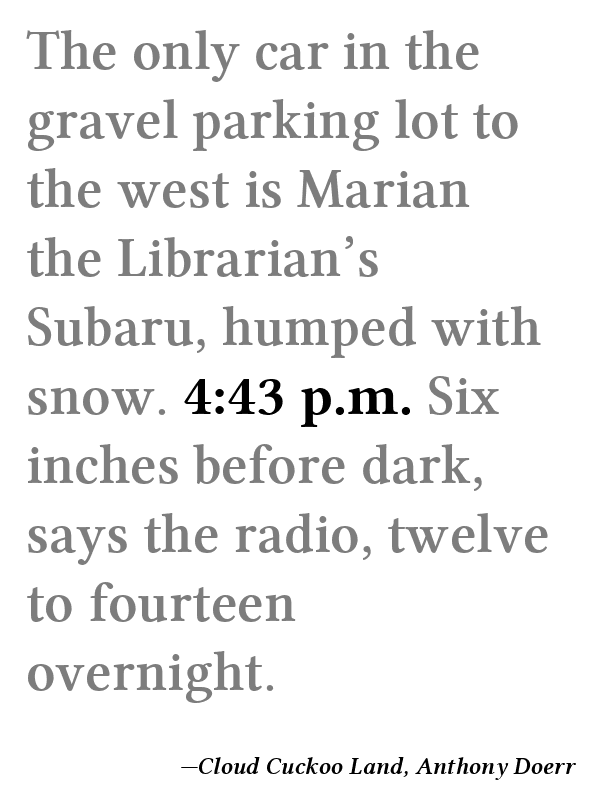 The only car in the
gravel parking lot to
the west is Marian
the Librarian’s
Subaru, humped with
snow. 4:43 p.m. Six
inches before dark,
says the radio, twelve
to fourteen
overnight.
—Cloud Cuckoo Land, Anthony Doerr